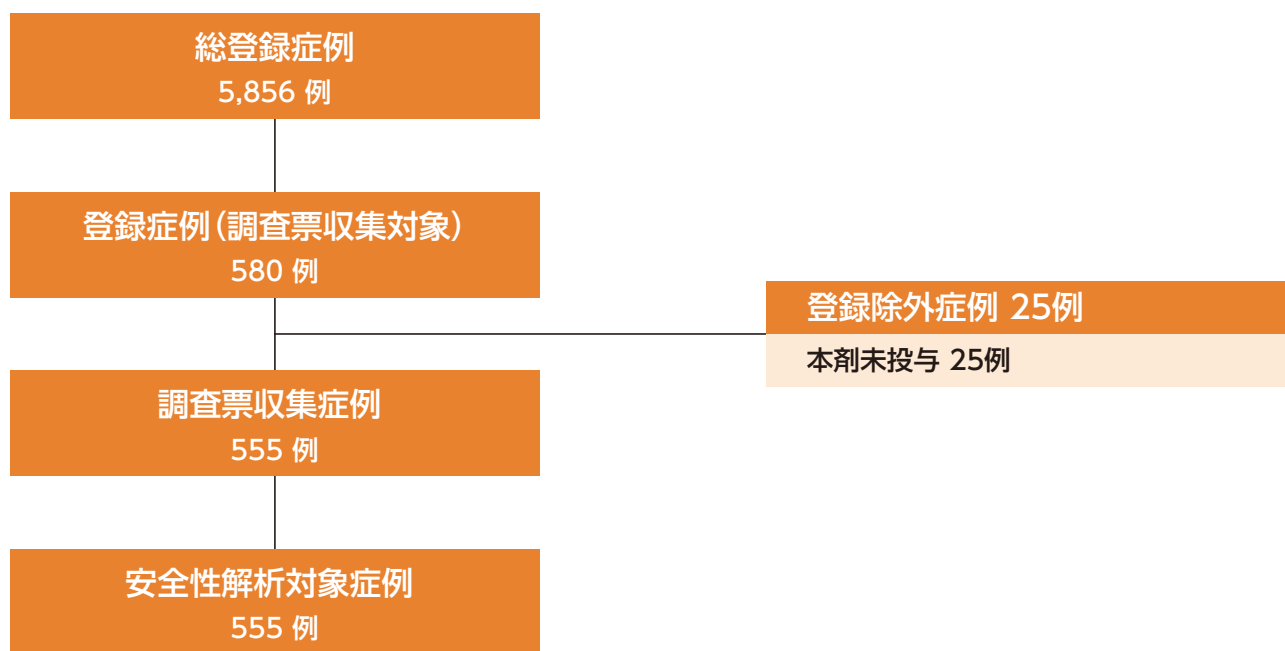 総登録症例
5,856 例
登録症例（調査票収集対象）
580 例
登録除外症例 25例
本剤未投与 25例
調査票収集症例
555 例
安全性解析対象症例
555 例